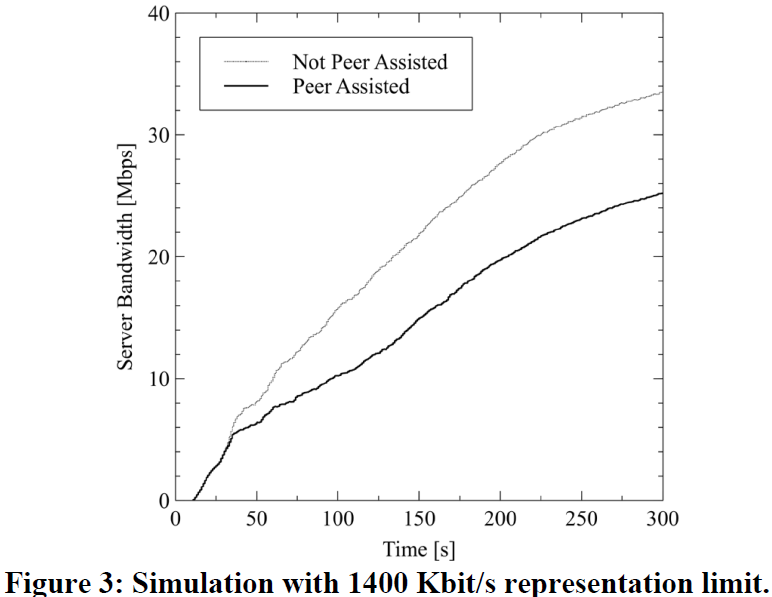 40
Not Peer Assisted
Peer Assisted
30
Server Bandwidth [Mbps]
20
10
0
0 50 100 150 200 250 300
Time [s]
Figure 3: Simulation with 1400 Kbit/s representation limit.